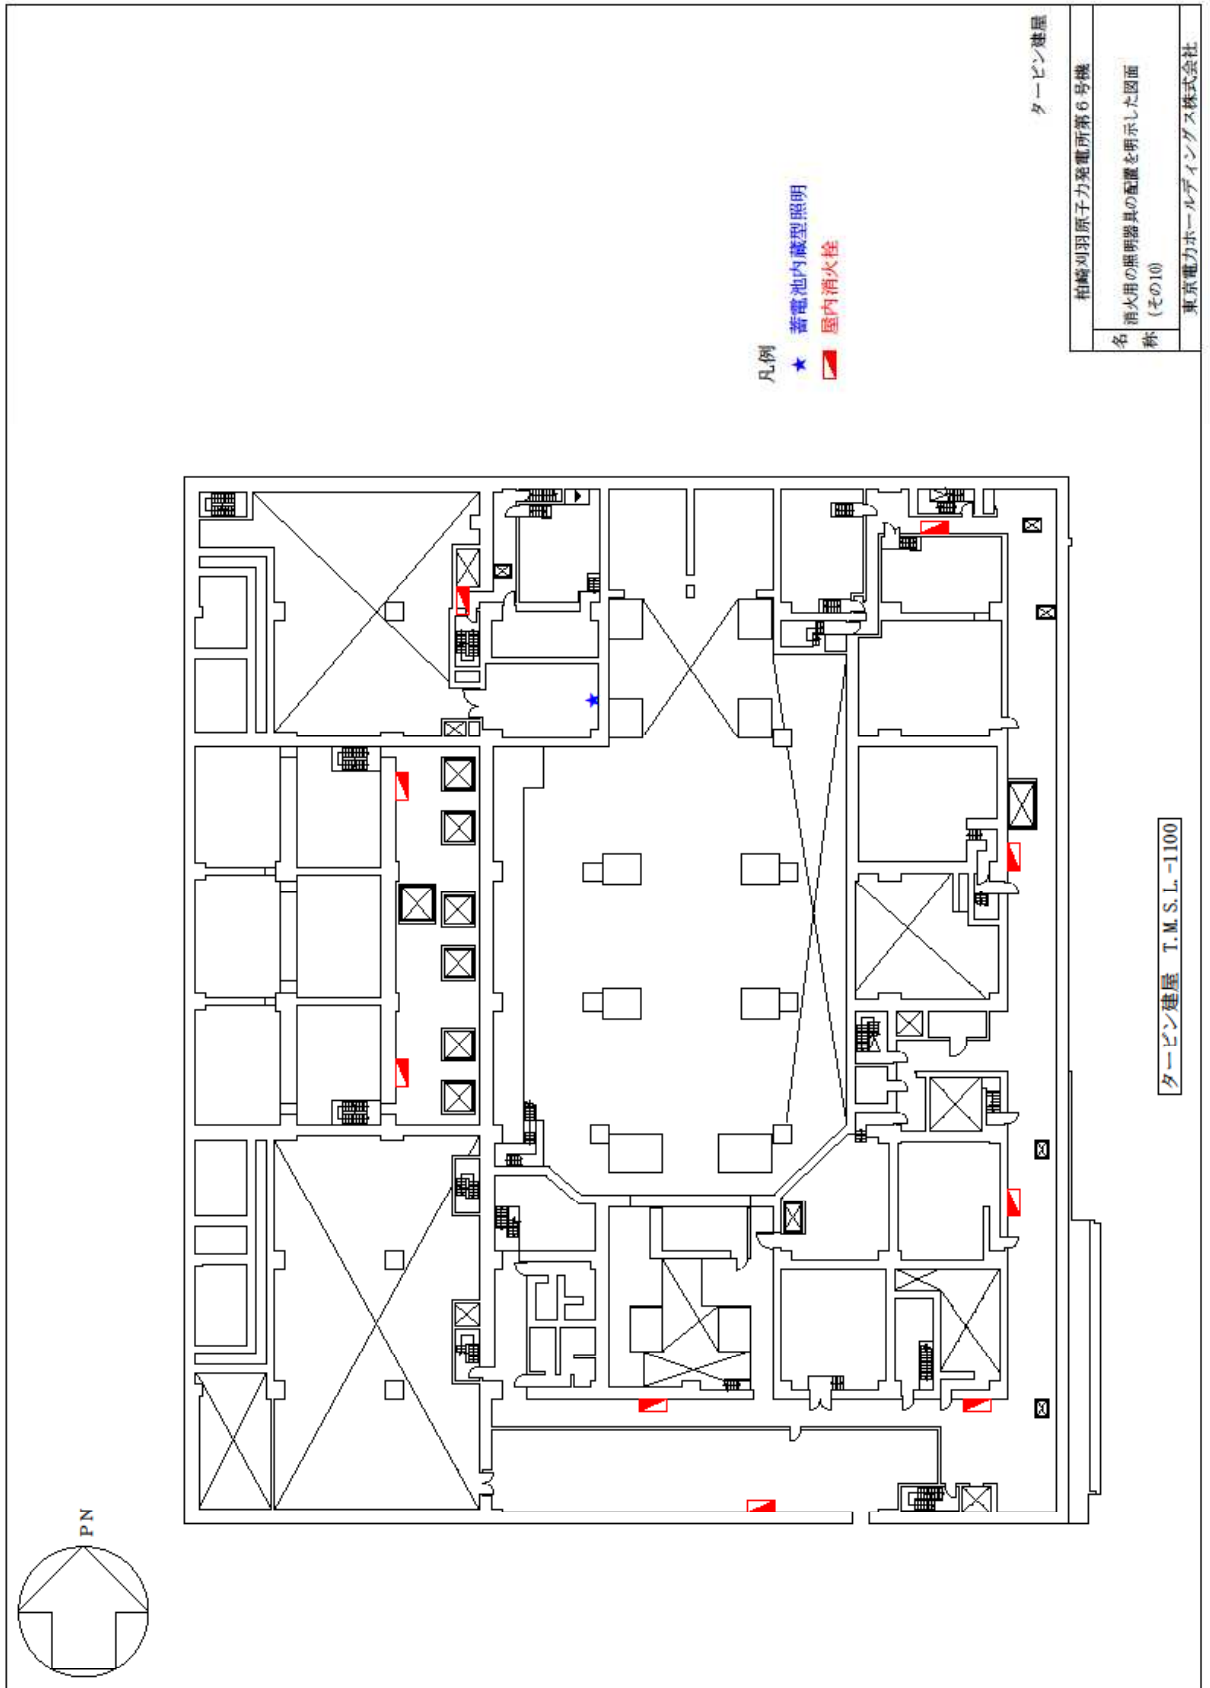 PN
タービン建屋
凡例
★ 蓄電池内蔵型照明
屋内消火栓
タービン建屋 T.M.S.L.-1100
柏崎刈羽原子力発電所第6号機
名称
消火用の照明器具の配置を明示した図面
(その10)
東京電力ホールディングス株式会社